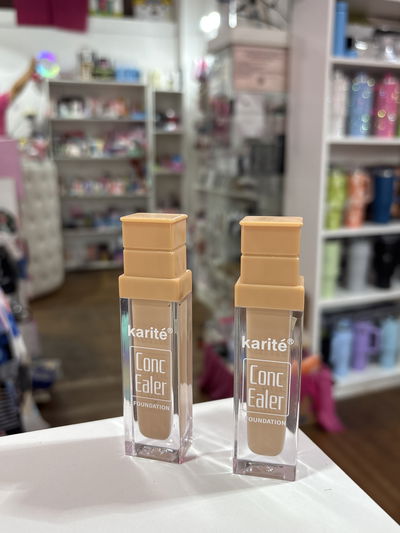 karité®
Conc
Ealer
FOUNDATION
karité®
Conc
Ealer
FOUNDATION